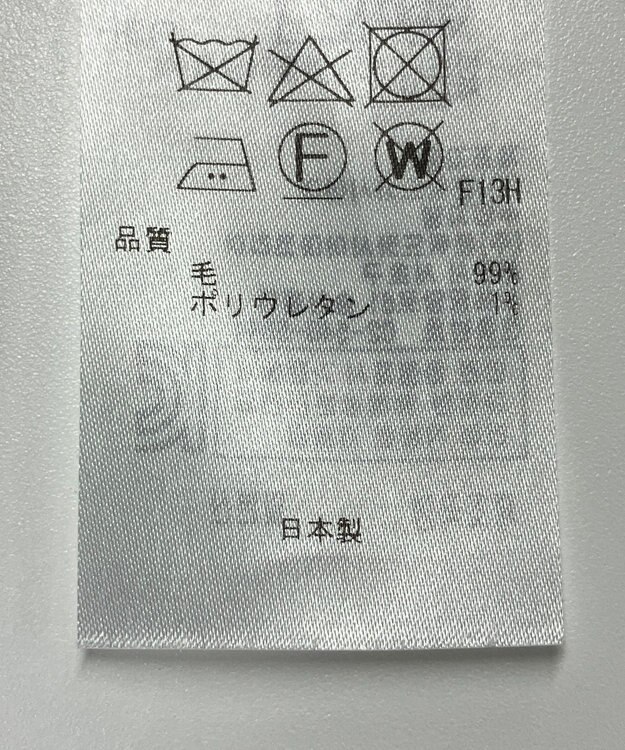 F W
F13H
品質
毛 99%
ポリウレタン 1%
日本製